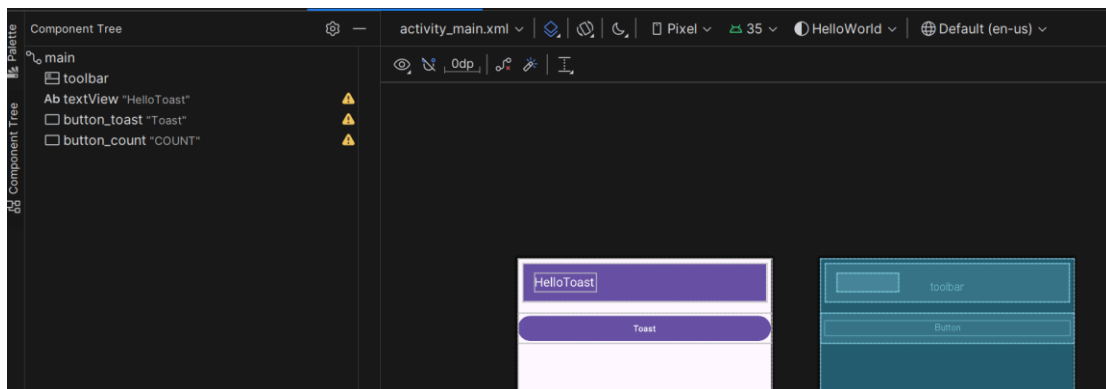 Palette
Component Tree
Component Tree
main
toolbar
Ab textView "HelloToast"
button_toast "Toast"
button_count "COUNT"
activity_main.xml
Pixel
35
HelloWorld
Default (en-us)
0dp
HelloToast
Toast
toolbar
Button